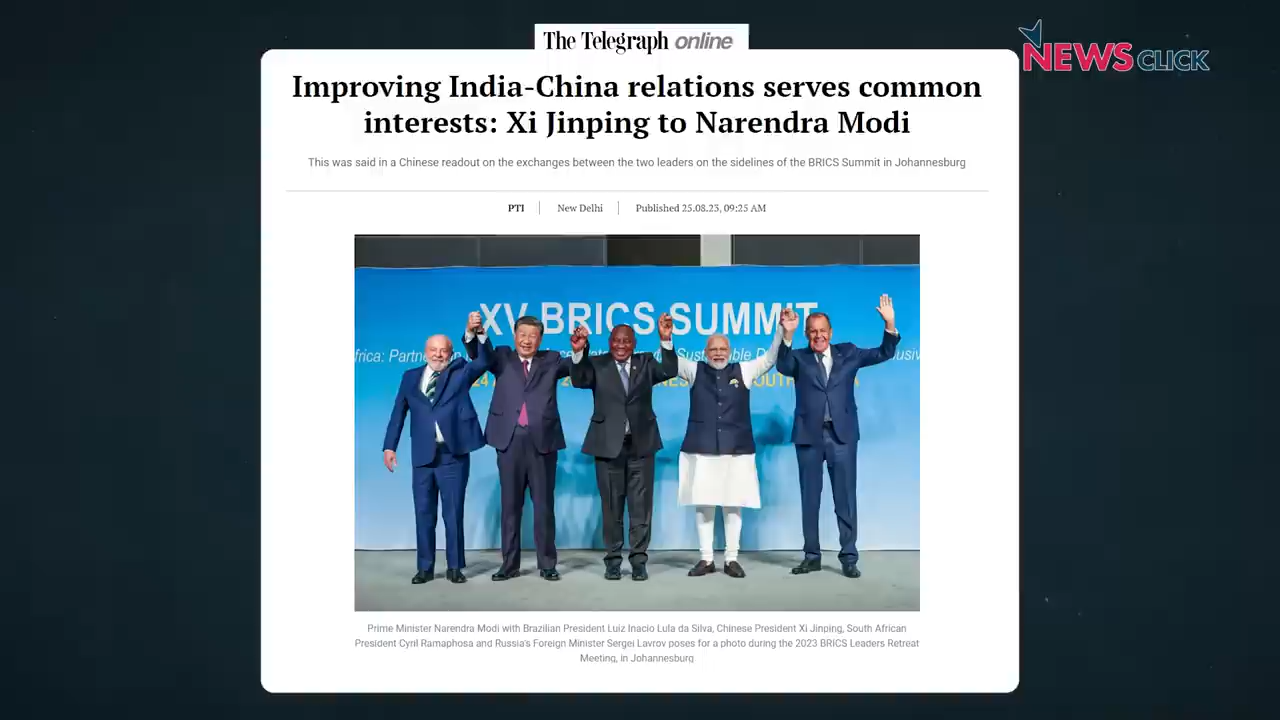 The Telegraph online
NEWSCLICK
Improving India-China relations serves common
interests: Xi Jinping to Narendra Modi
This was said in a Chinese readout on the exchanges between the two leaders on the sidelines of the BRICS Summit in Johannesburg
PTI | New Delhi | Published 25.08.23, 09:25 AM
XV BRICS SUMMIT
Prime Minister Narendra Modi with Brazilian President Luiz Inacio Lula da Silva, Chinese President Xi Jinping, South African
President Cyril Ramaphosa and Russia's Foreign Minister Sergei Lavrov poses for a photo during the 2023 BRICS Leaders Retreat
Meeting, in Johannesburg